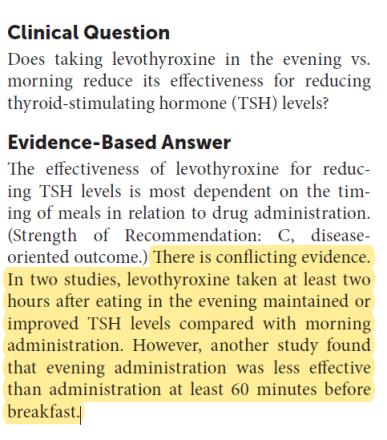 Clinical Question
Does taking levothyroxine in the evening vs.
morning reduce its effectiveness for reducing
thyroid-stimulating hormone (TSH) levels?
Evidence-Based Answer
The effectiveness of levothyroxine for reduc-
ing TSH levels is most dependent on the tim-
ing of meals in relation to drug administration.
(Strength of Recommendation: C, disease-
oriented outcome.) There is conflicting evidence.
In two studies, levothyroxine taken at least two
hours after eating in the evening maintained or
improved TSH levels compared with morning
administration. However, another study found
that evening administration was less effective
than administration at least 60 minutes before
breakfast.